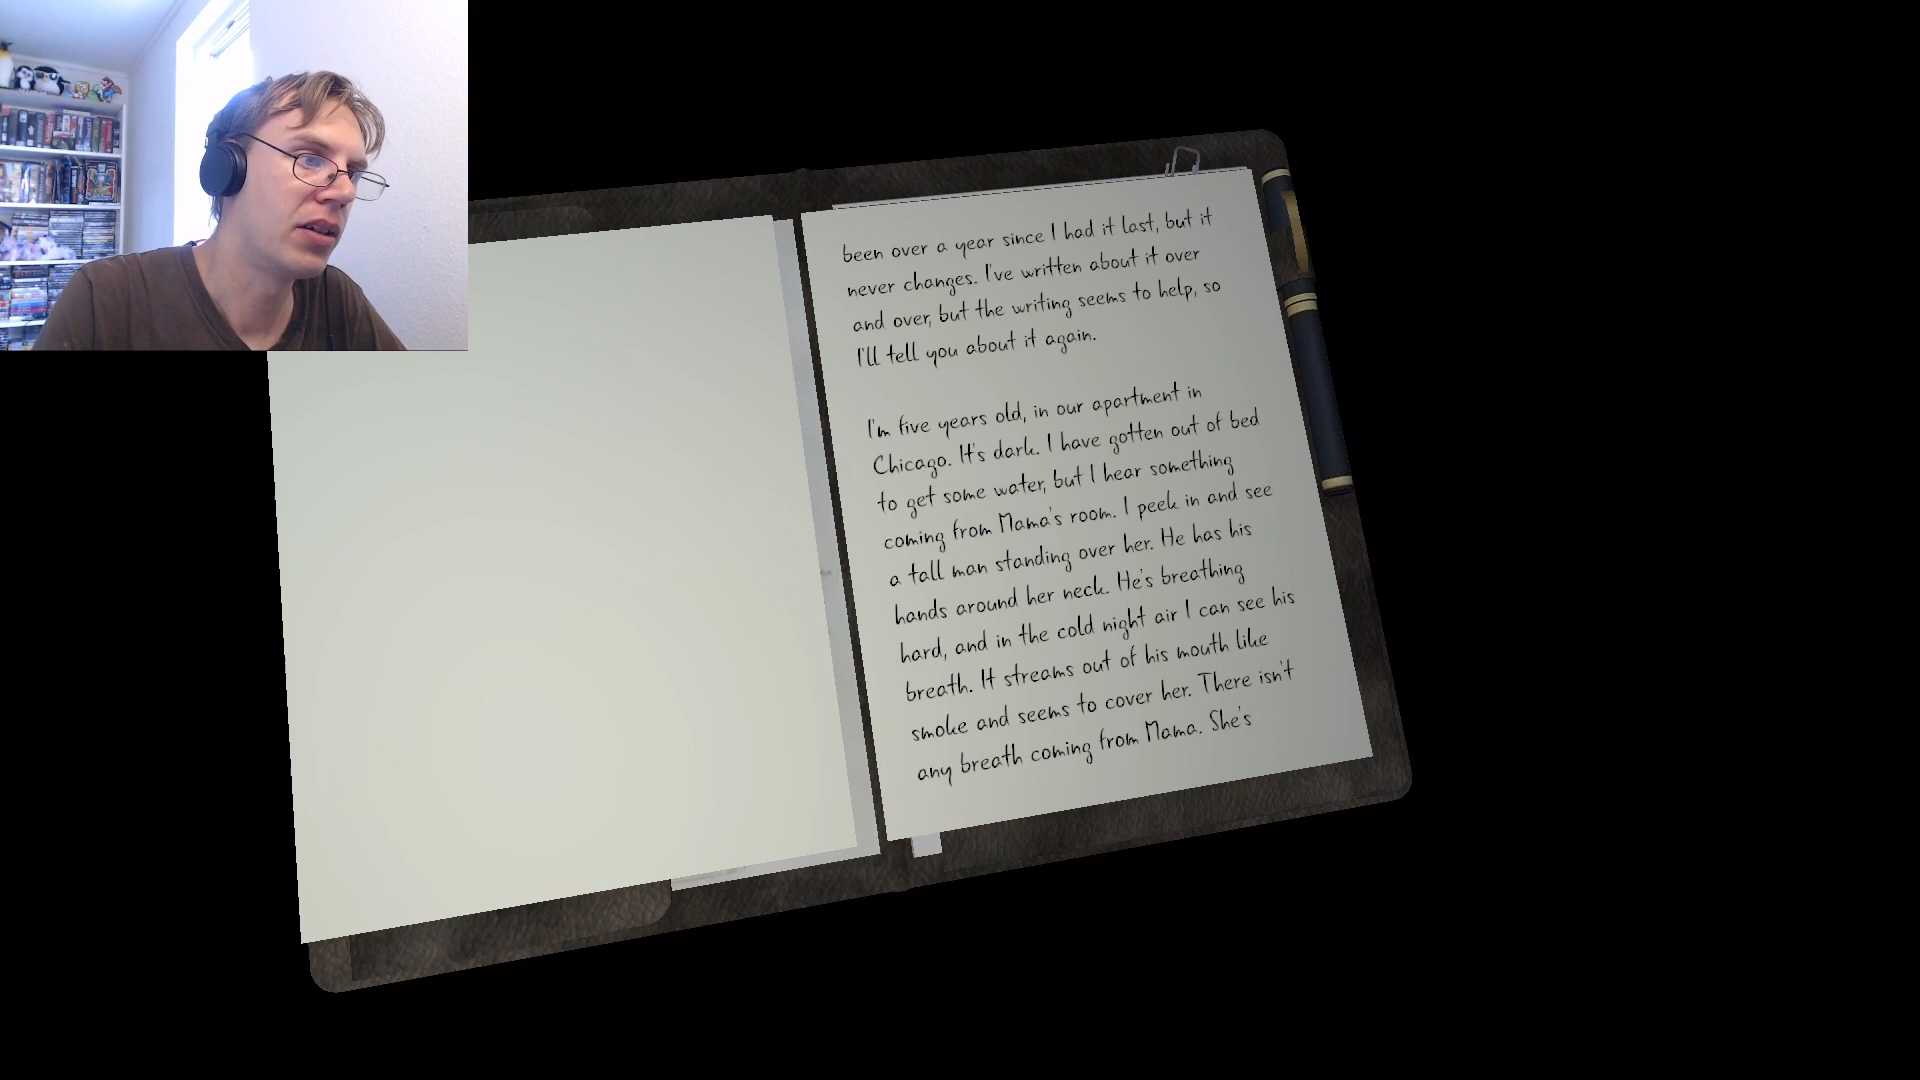 been over a year since I had it last, but it
never changes. I've written about it over
and over, but the writing seems to help, so
I'll tell you about it again.
I'm five years old, in our apartment in
Chicago. It's dark. I have gotten out of bed
to get some water, but I hear something
coming from Mama's room. I peek in and see
a tall man standing over her. He has his
hands around her neck. He's breathing
hard, and in the cold night air I can see his
breath. It streams out of his mouth like
smoke and seems to cover her. There isn't
any breath coming from Mama. She's